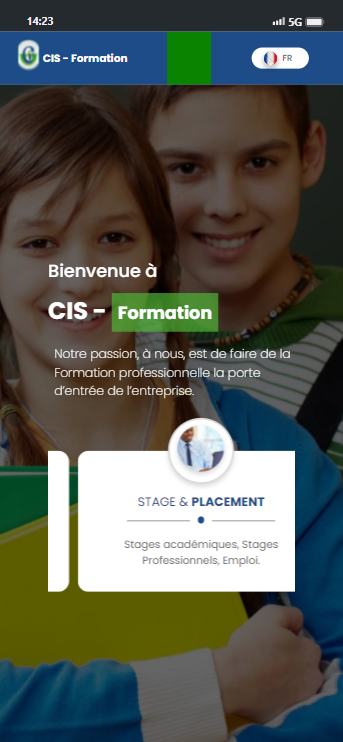 14:23
5G
CIS - Formation
FR
Bienvenue à
CIS - Formation
Notre passion, à nous, est de faire de la
Formation professionnelle la porte
d'entrée de l'entreprise.
STAGE & PLACEMENT
Stages académiques, Stages
Professionnels, Emploi.